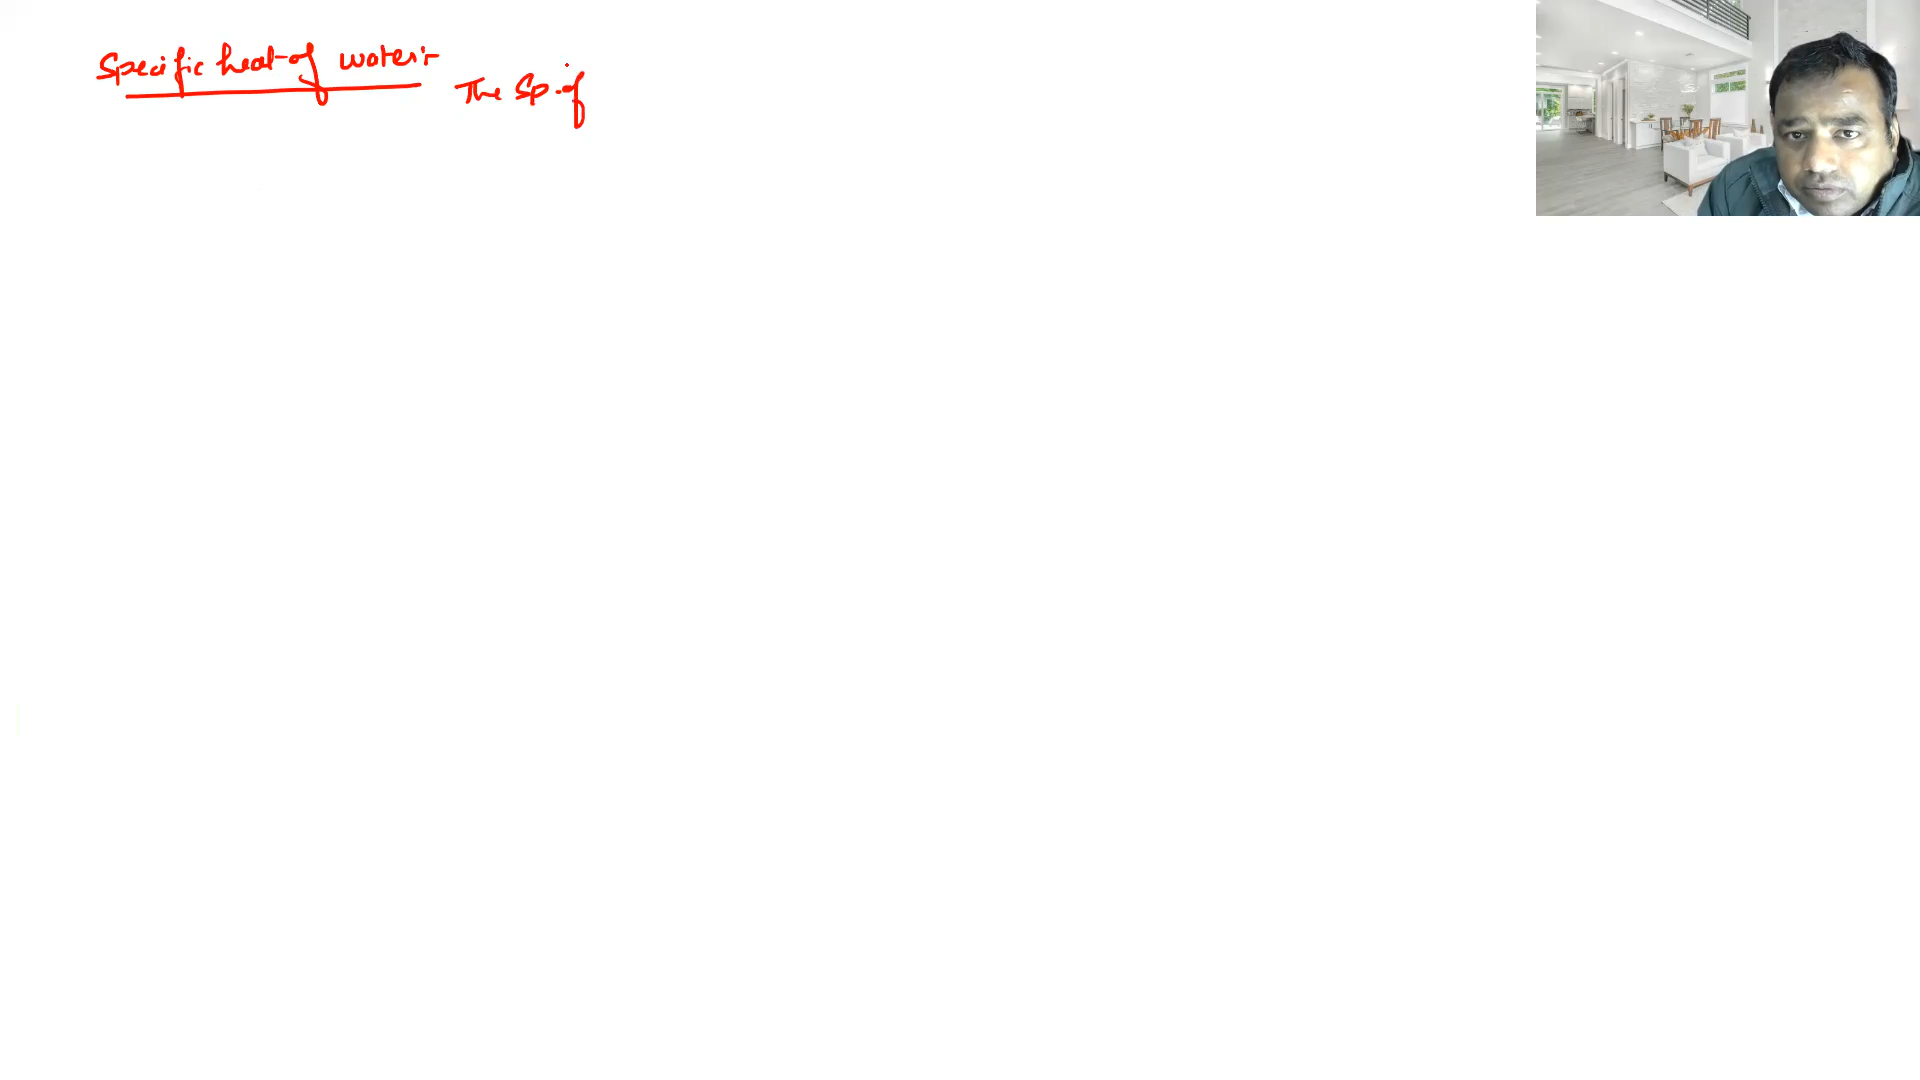 Specific heat of water:-
The Sp. of